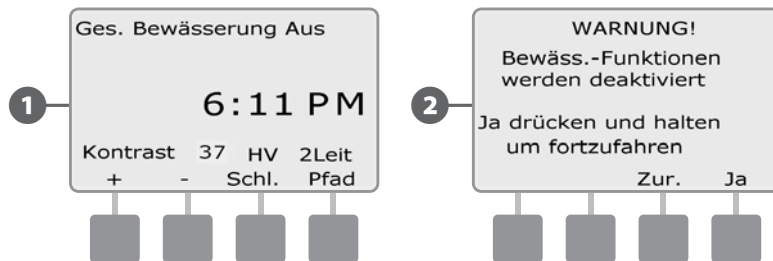 1
Ges. Bewässerung Aus
6:11 PM
Kontrast 37 HV 2Leit
+ - Schl. Pfad
2
WARNUNG!
Bewäss.-Funktionen
werden deaktiviert
Ja drücken und halten
um fortzufahren
Zur. Ja